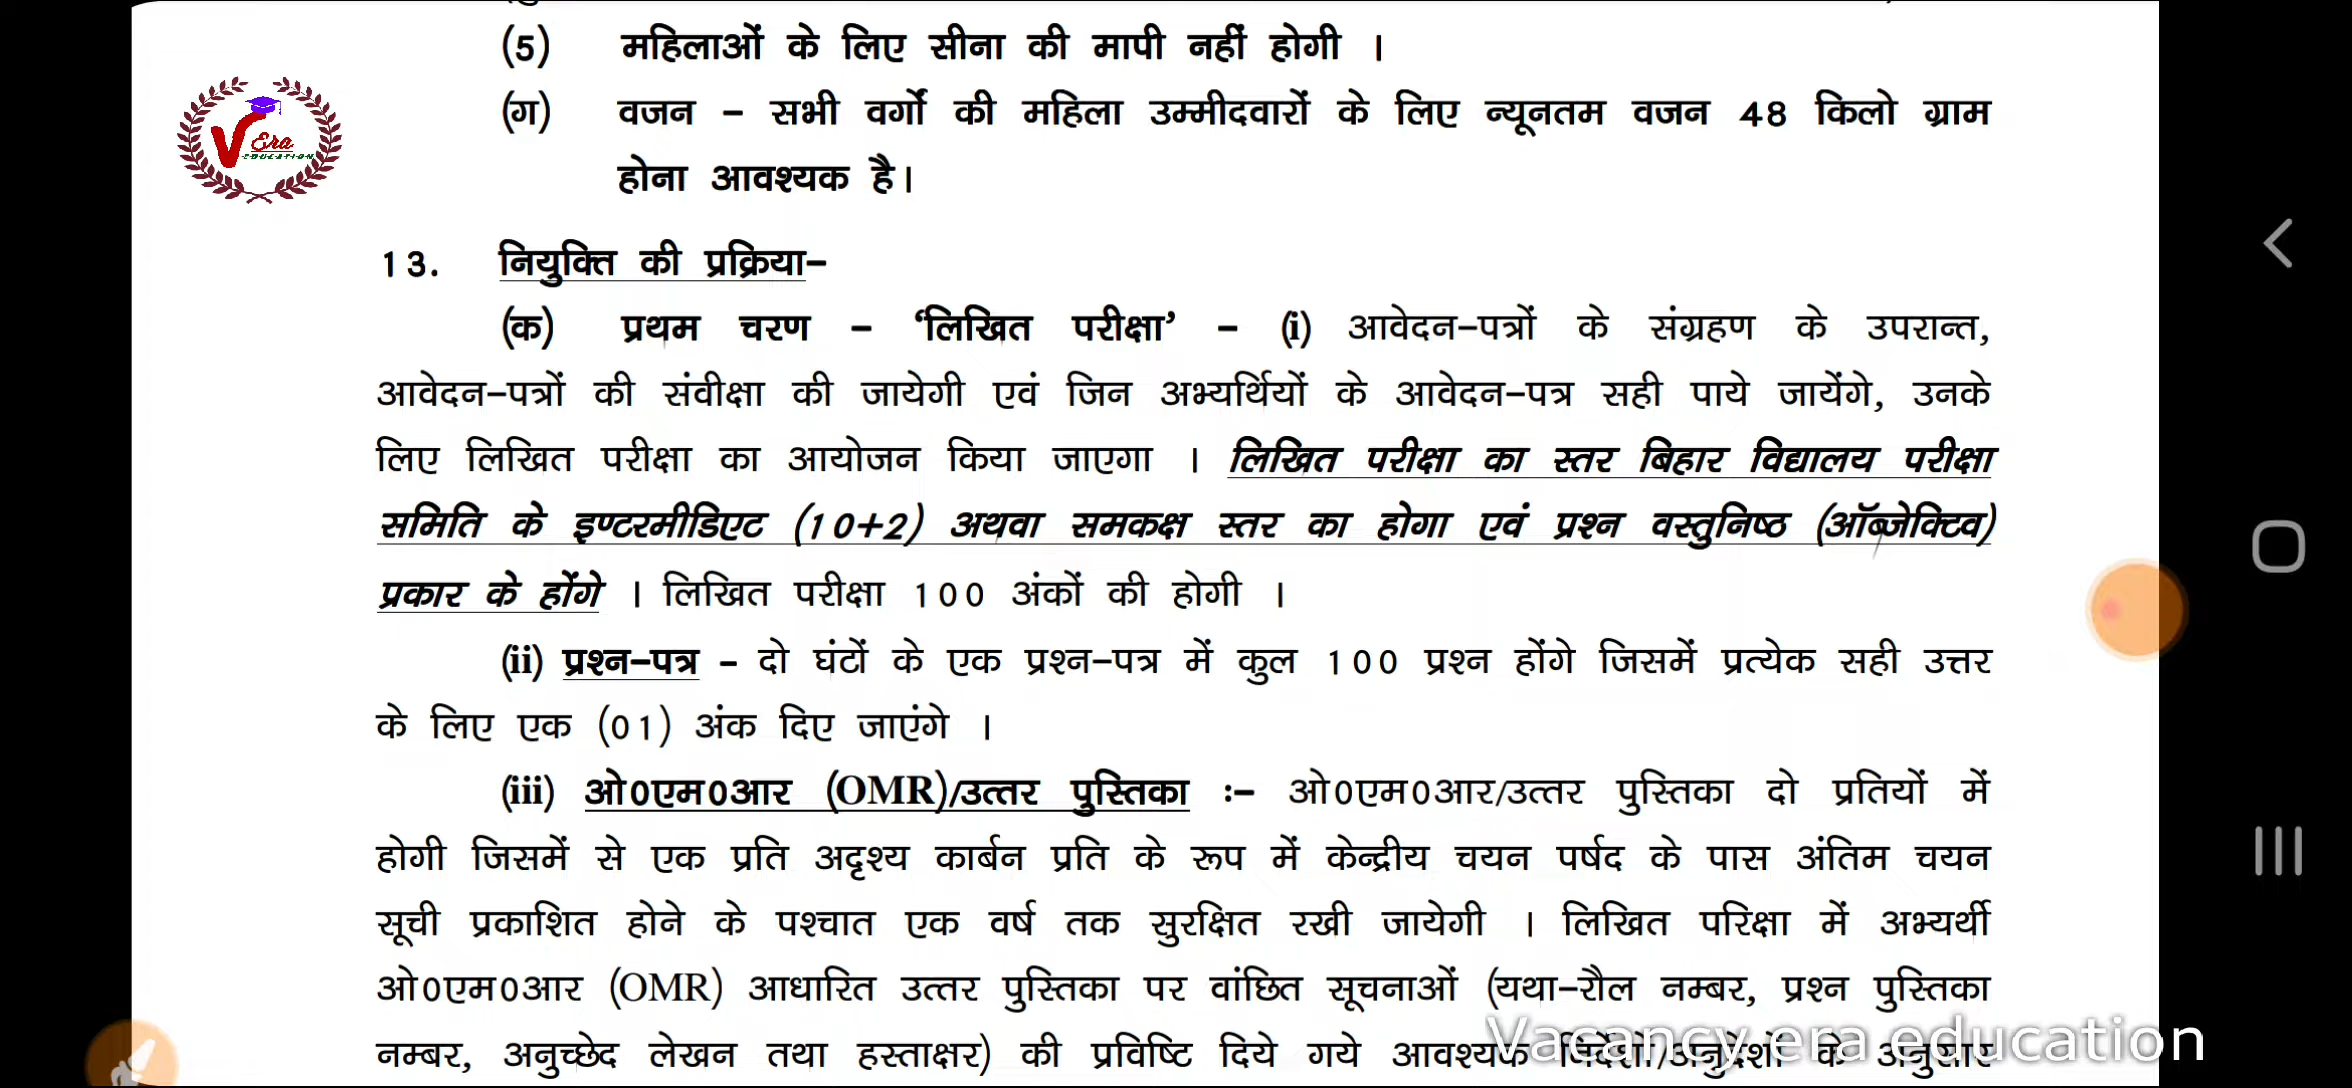 (5) महिलाओं के लिए सीना की मापी नहीं होगी ।
(ग) वजन – सभी वर्गों की महिला उम्मीदवारों के लिए न्यूनतम वजन 48 किलो ग्राम
होना आवश्यक है।
V Era
EDUCATION
13. नियुक्ति की प्रक्रिया–
(क) प्रथम चरण – ‘लिखित परीक्षा’ – (i) आवेदन–पत्रों के संग्रहण के उपरान्त,
आवेदन–पत्रों की संवीक्षा की जायेगी एवं जिन अभ्यर्थियों के आवेदन–पत्र सही पाये जायेंगे, उनके
लिए लिखित परीक्षा का आयोजन किया जाएगा । लिखित परीक्षा का स्तर बिहार विद्यालय परीक्षा
समिति के इण्टरमीडिएट (10+2) अथवा समकक्ष स्तर का होगा एवं प्रश्न वस्तुनिष्ठ (ऑब्जेक्टिव)
प्रकार के होंगे । लिखित परीक्षा 100 अंकों की होगी ।
(ii) प्रश्न–पत्र – दो घंटों के एक प्रश्न–पत्र में कुल 100 प्रश्न होंगे जिसमें प्रत्येक सही उत्तर
के लिए एक (01) अंक दिए जाएंगे ।
(iii) ओ0एम0आर (OMR)/उत्तर पुस्तिका :– ओ0एम0आर/उत्तर पुस्तिका दो प्रतियों में
होगी जिसमें से एक प्रति अदृश्य कार्बन प्रति के रूप में केन्द्रीय चयन पर्षद के पास अंतिम चयन
सूची प्रकाशित होने के पश्चात एक वर्ष तक सुरक्षित रखी जायेगी । लिखित परिक्षा में अभ्यर्थी
ओ0एम0आर (OMR) आधारित उत्तर पुस्तिका पर वांछित सूचनाओं (यथा–रौल नम्बर, प्रश्न पुस्तिका
नम्बर, अनुच्छेद लेखन तथा हस्ताक्षर) की प्रविष्टि दिये गये आवश्यक निर्देशों/अनुदेशों के अनुसार
Vacancy era education